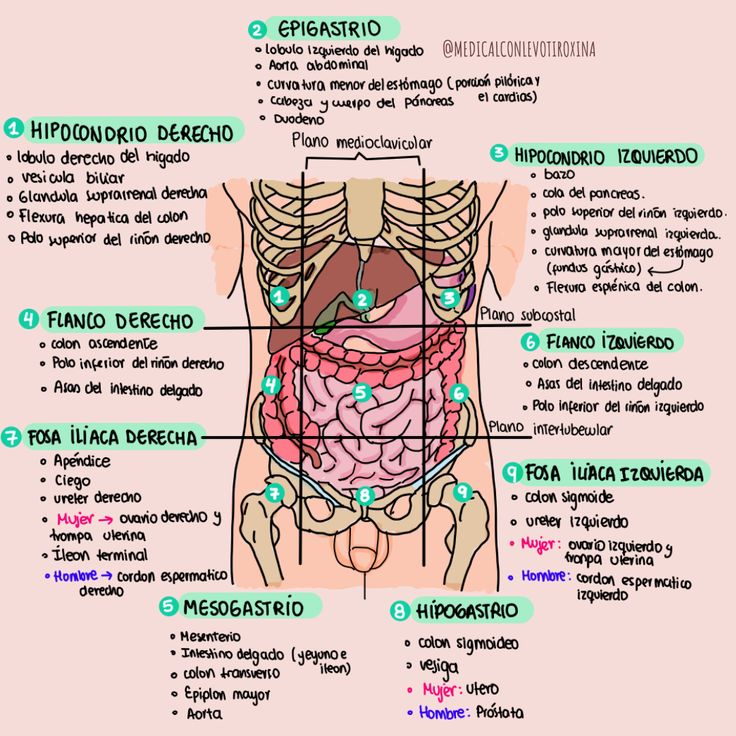 2 EPIGASTRIO
• lobulo izquierdo del higado
• Aorta abdominal
• curvatura menor del estómago (porción pilórica y
el cardias)
• Cabeza y cuerpo del páncreas
• Duodeno
@MEDICALCONLEVOTIROXINA
Plano medioclavicular
1 HIPOCONDRIO DERECHO
• lobulo derecho del higado
• vesicula biliar
• Glandula suprarrenal derecha
• Flexura hepatica del colon
• Polo superior del riñon derecho
3 HIPOCONDRIO IZQUIERDO
• bazo
• cola del pancreas.
• polo superior del riñon izquierdo.
• glandula suprarrenal izquierda.
• curvatura mayor del estómago
(fundus gástrico)
• Flexura esplénica del colon.
1
2
3
Plano subcostal
4 FLANCO DERECHO
• colon ascendente
• Polo inferior del riñon derecho
• Asas del intestino delgado
6 FLANCO IZQUIERDO
• colon descendente
• Asas del intestino delgado
• Polo inferior del riñon izquierdo
4
5
6
Plano intertubecular
7 FOSA ILÍACA DERECHA
• Apéndice
• Ciego
• ureter derecho
• Mujer → ovario derecho y
trompa uterina
• Íleon terminal
• Hombre → cordon espermatico
derecho
9 FOSA ILIACA IZQUIERDA
• colon sigmoide
• ureter izquierdo
• Mujer: ovario izquierdo y
trompa uterina
• Hombre: cordon espermatico
izquierdo
7
8
9
5 MESOGASTRIO
• Mesenterio
• Intestino delgado (yeyuno e
ileon)
• colon transverso
• Epiplon mayor
• Aorta
8 HIPOGASTRIO
• colon sigmoideo
• vejiga
• Mujer: utero
• Hombre: Próstata